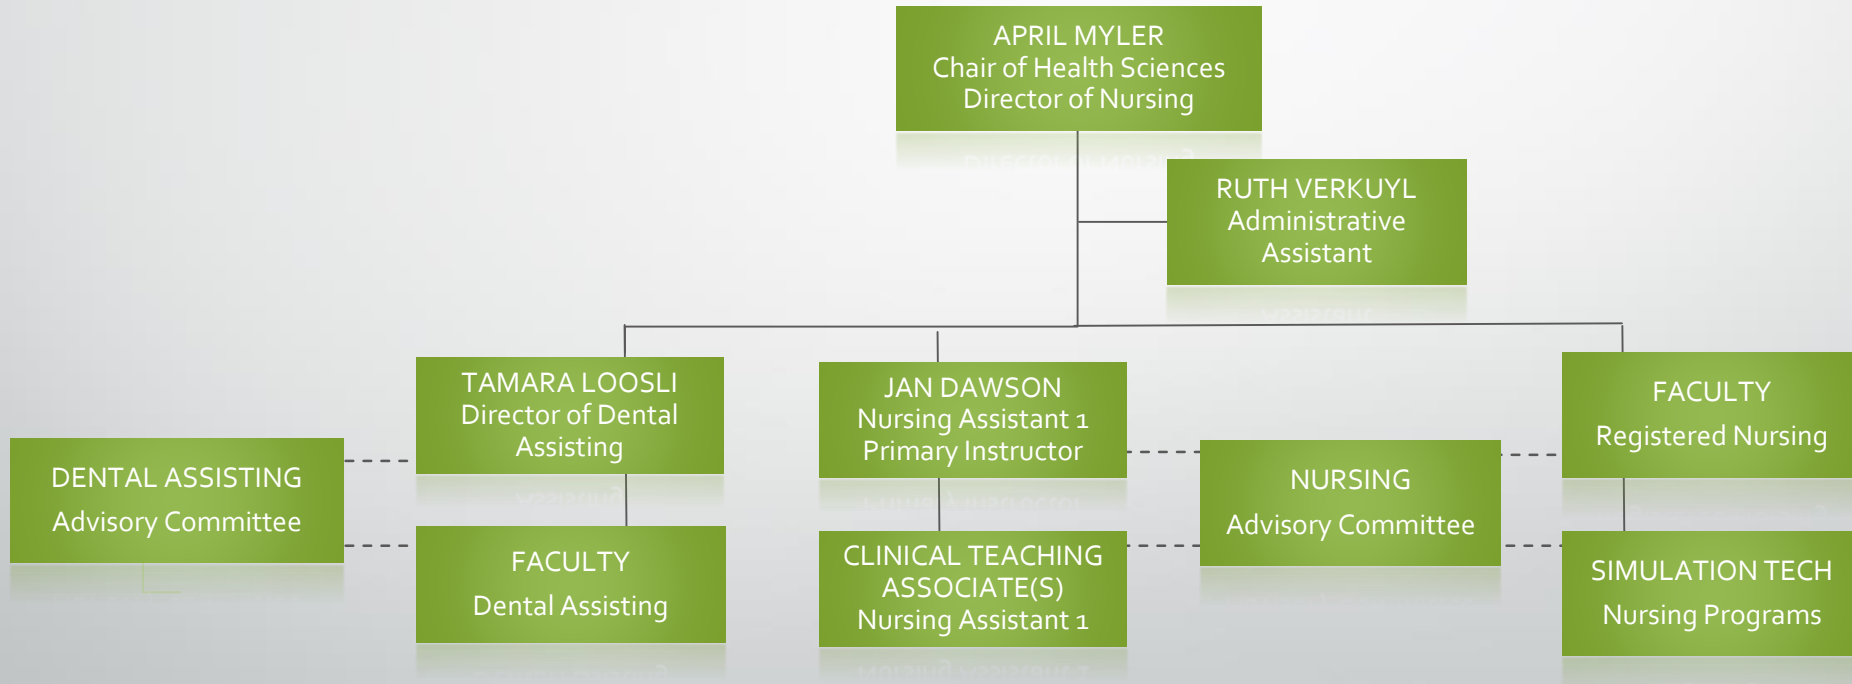 APRIL MYLER
Chair of Health Sciences
Director of Nursing
RUTH VERKUYL
Administrative
Assistant
TAMARA LOOSLI
Director of Dental
Assisting
JAN DAWSON
Nursing Assistant 1
Primary Instructor
FACULTY
Registered Nursing
DENTAL ASSISTING
Advisory Committee
NURSING
Advisory Committee
FACULTY
Dental Assisting
CLINICAL TEACHING
ASSOCIATE(S)
Nursing Assistant 1
SIMULATION TECH
Nursing Programs